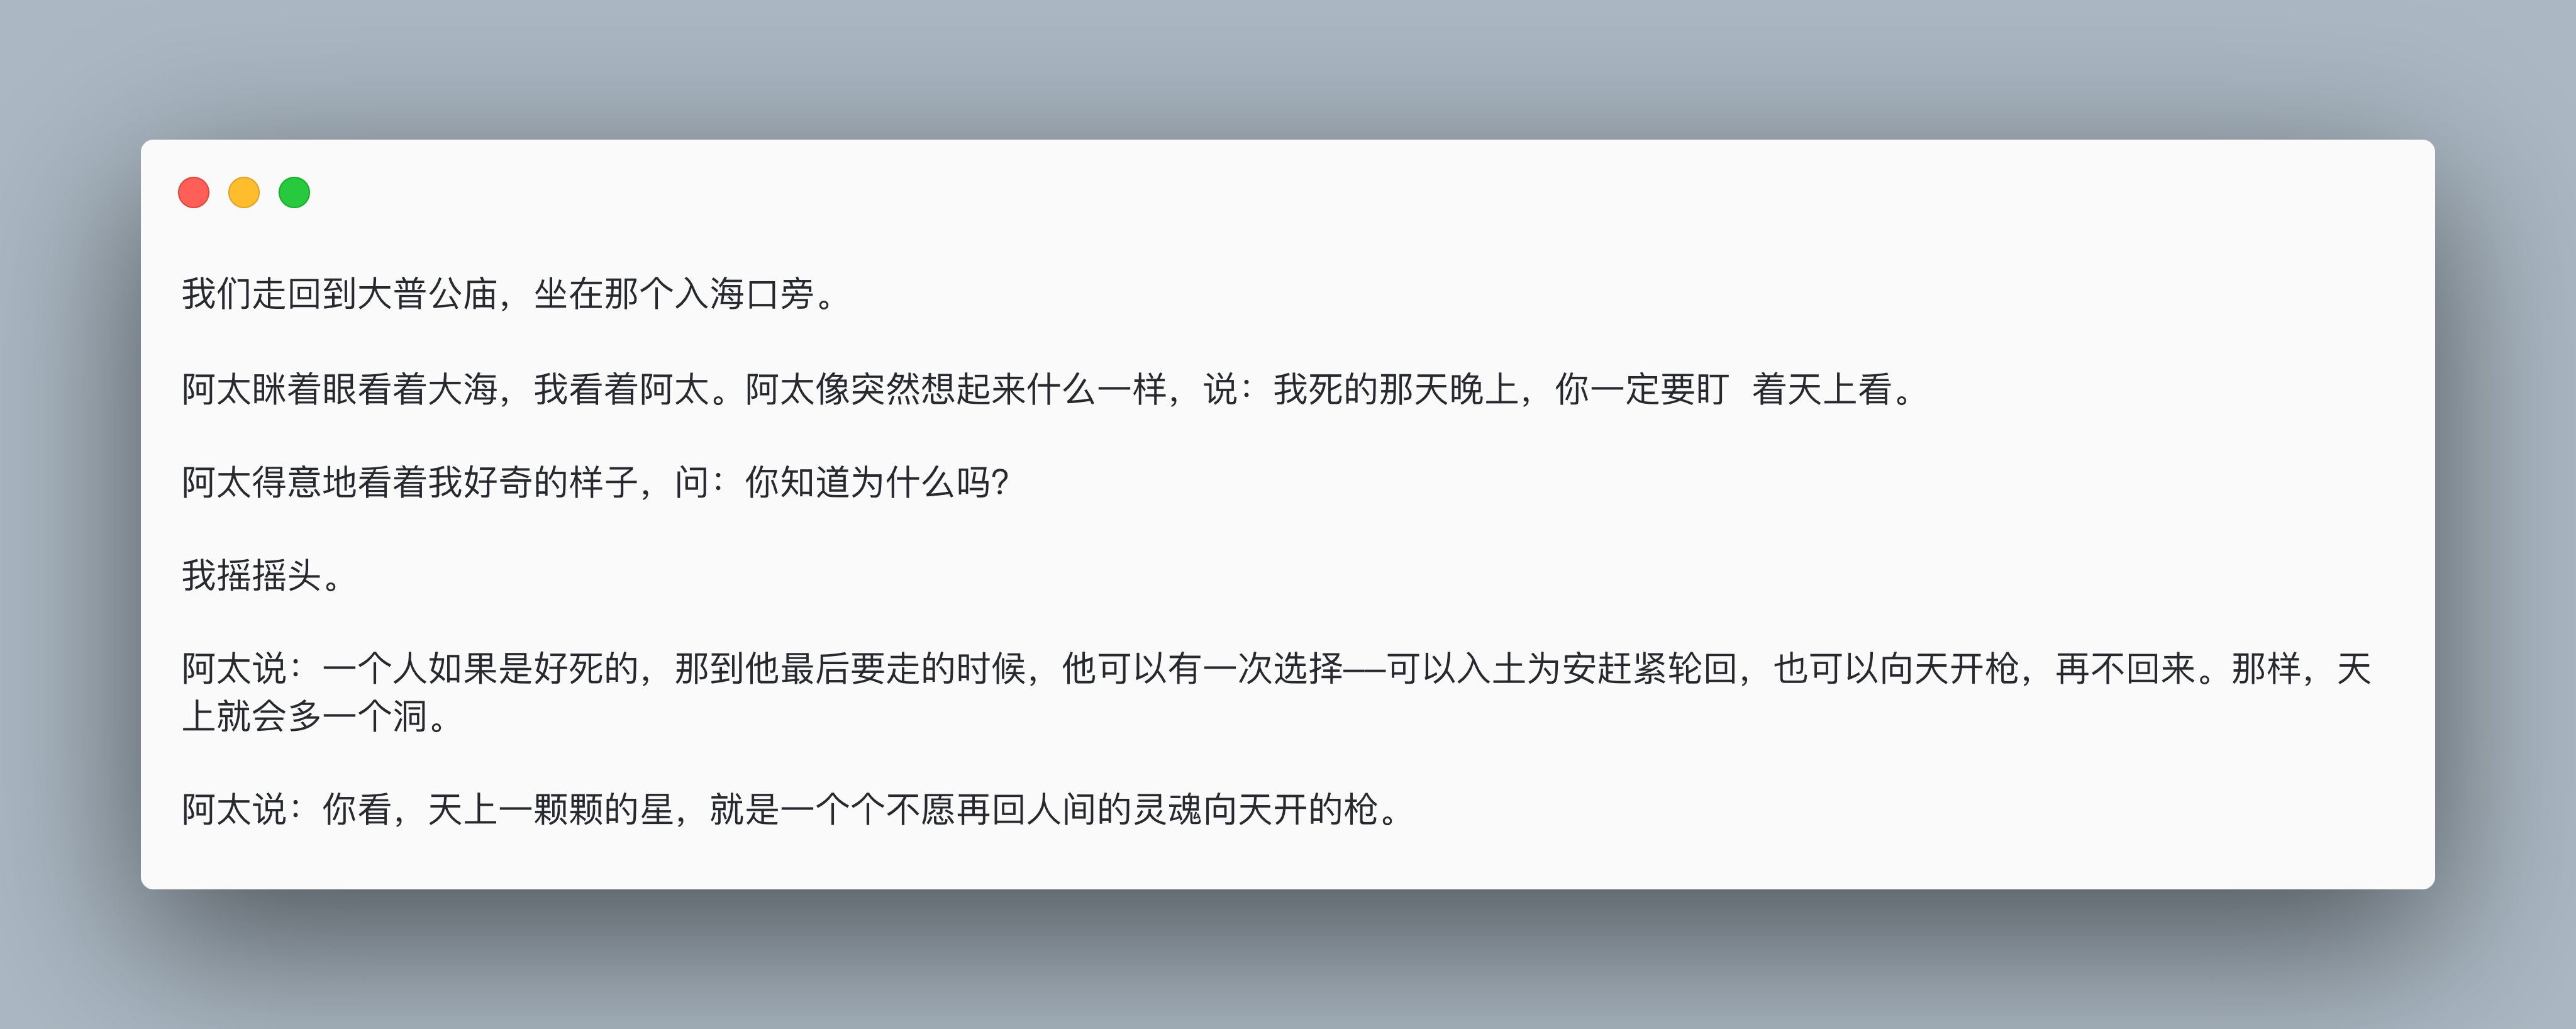 我们走回到大普公庙，坐在那个入海口旁。
阿太眯着眼看着大海，我看着阿太。阿太像突然想起来什么一样，说：我死的那天晚上，你一定要盯 着天上看。
阿太得意地看着我好奇的样子，问：你知道为什么吗？
我摇摇头。
阿太说：一个人如果是好死的，那到他最后要走的时候，他可以有一次选择——可以入土为安赶紧轮回，也可以向天开枪，再不回来。那样，天
上就会多一个洞。
阿太说：你看，天上一颗颗的星，就是一个个不愿再回人间的灵魂向天开的枪。